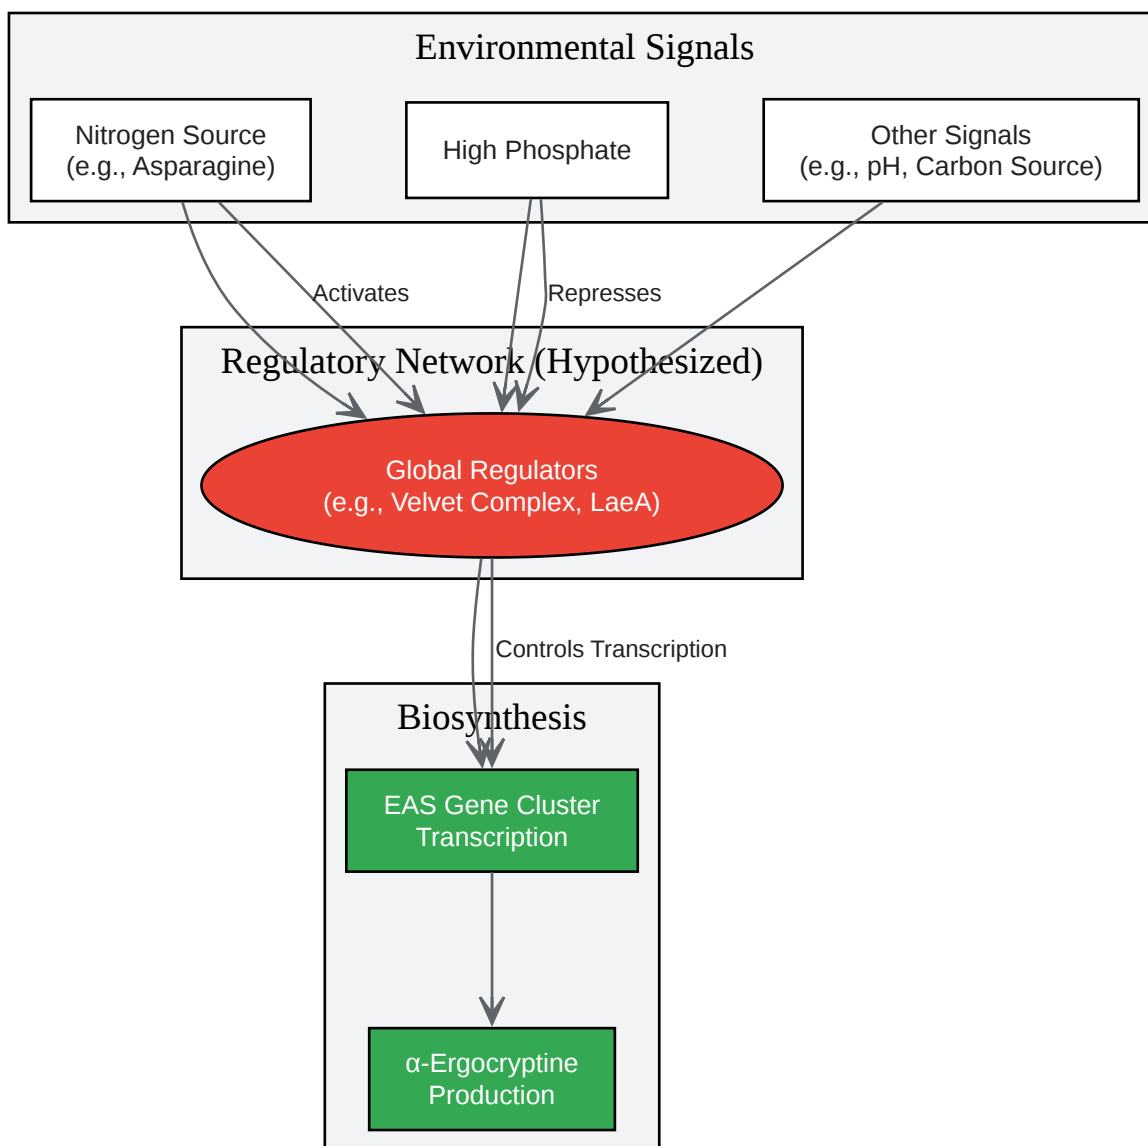 Environmental Signals
Nitrogen Source
(e.g., Asparagine)
High Phosphate
Other Signals
(e.g., pH, Carbon Source)
Activates
Represses
Regulatory Network (Hypothesized)
Global Regulators
(e.g., Velvet Complex, LaeA)
Controls Transcription
Biosynthesis
EAS Gene Cluster
Transcription
α-Ergocryptine
Production